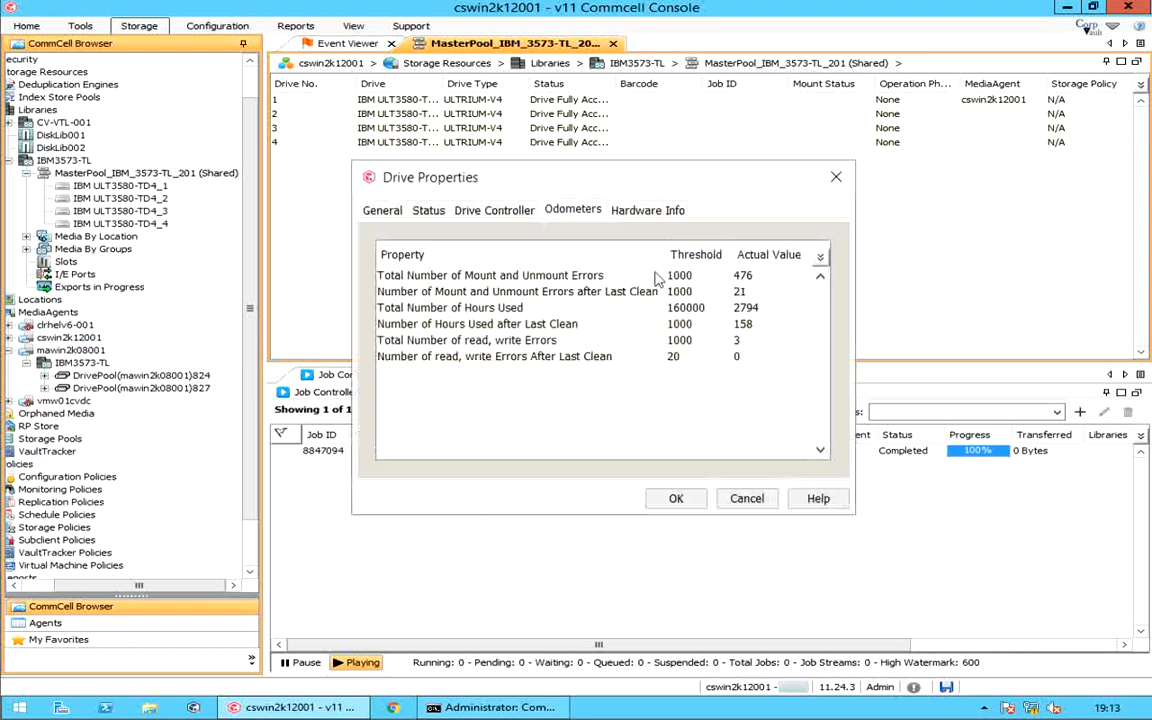 cswin2k12001 - v11 Commcell Console
Home Tools Storage Configuration Reports View Support
CommCell Browser
ecurity
torage Resources
Deduplication Engines
Index Store Pools
Libraries
CV-VTL-001
DiskLib001
DiskLib002
IBM3573-TL
MasterPool_IBM_3573-TL_201 (Shared)
IBM ULT3580-TD4_1
IBM ULT3580-TD4_2
IBM ULT3580-TD4_3
IBM ULT3580-TD4_4
Media By Location
Media By Groups
Slots
I/E Ports
Exports in Progress
Locations
MediaAgents
drhelv6-001
cswin2k12001
mawin2k08001
IBM3573-TL
DrivePool(mawin2k08001)824
DrivePool(mawin2k08001)827
vmw01cvdc
Orphaned Media
RP Store
Storage Pools
VaultTracker
olicies
Configuration Policies
Monitoring Policies
Replication Policies
Schedule Policies
Storage Policies
Subclient Policies
VaultTracker Policies
Virtual Machine Policies
eports
CommCell Browser
Agents
My Favorites
Event Viewer MasterPool_IBM_3573-TL_20...
cswin2k12001 > Storage Resources > Libraries > IBM3573-TL > MasterPool_IBM_3573-TL_201 (Shared) >
Drive No. Drive Drive Type Status Barcode Job ID Mount Status Operation Ph... MediaAgent Storage Policy
1 IBM ULT3580-T... ULTRIUM-V4 Drive Fully Acc... None cswin2k12001 N/A
2 IBM ULT3580-T... ULTRIUM-V4 Drive Fully Acc... None N/A
3 IBM ULT3580-T... ULTRIUM-V4 Drive Fully Acc... None N/A
4 IBM ULT3580-T... ULTRIUM-V4 Drive Fully Acc... None N/A
Drive Properties
General Status Drive Controller Odometers Hardware Info
Property Threshold Actual Value
Total Number of Mount and Unmount Errors 1000 476
Number of Mount and Unmount Errors after Last Clean 1000 21
Total Number of Hours Used 160000 2794
Number of Hours Used after Last Clean 1000 158
Total Number of read, write Errors 1000 3
Number of read, write Errors After Last Clean 20 0
OK Cancel Help
Job Co
Job Controlle
Showing 1 of 1 s:
Job ID ent Status Progress Transferred Libraries
8847094 Completed 100% 0 Bytes
Pause Playing Running: 0 - Pending: 0 - Waiting: 0 - Queued: 0 - Suspended: 0 - Total Jobs: 0 - Job Streams: 0 - High Watermark: 600
cswin2k12001 - 11.24.3 Admin
cswin2k12001 - v11 ... Administrator: Com... 19:13